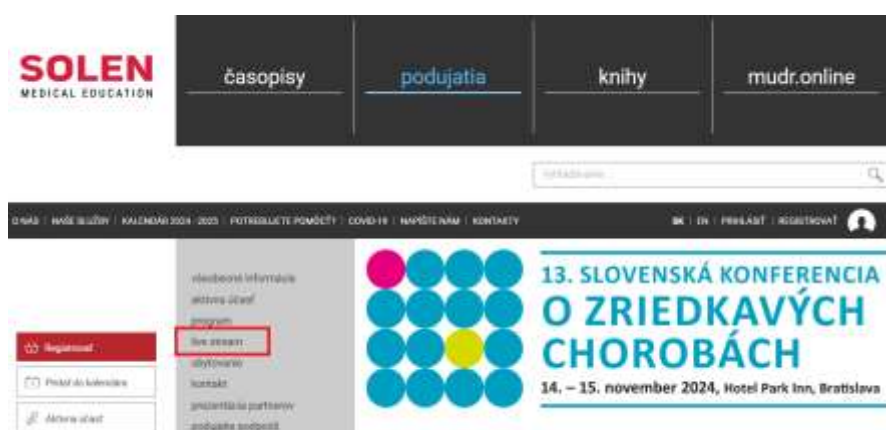 SOLEN
MEDICAL EDUCATION
časopisy
podujatia
knihy
mudr.online
O NÁS | NAŠE SLUŽBY | KALENDÁR 2024 - 2025 | POTREBUJETE POMÔCŤ? | COVID-19 | NAPÍŠTE NÁM | KONTAKTY
SK | EN | PRIHLÁSIŤ | REGISTROVAŤ
všeobecné informácie
aktívna účasť
program
live stream
ubytovanie
kontakt
prezentácia partnerov
podujatie podporili
Registrovať
Pridať do kalendára
Aktívna účasť
13. SLOVENSKÁ KONFERENCIA
O ZRIEDKAVÝCH
CHOROBÁCH
14. – 15. november 2024, Hotel Park Inn, Bratislava